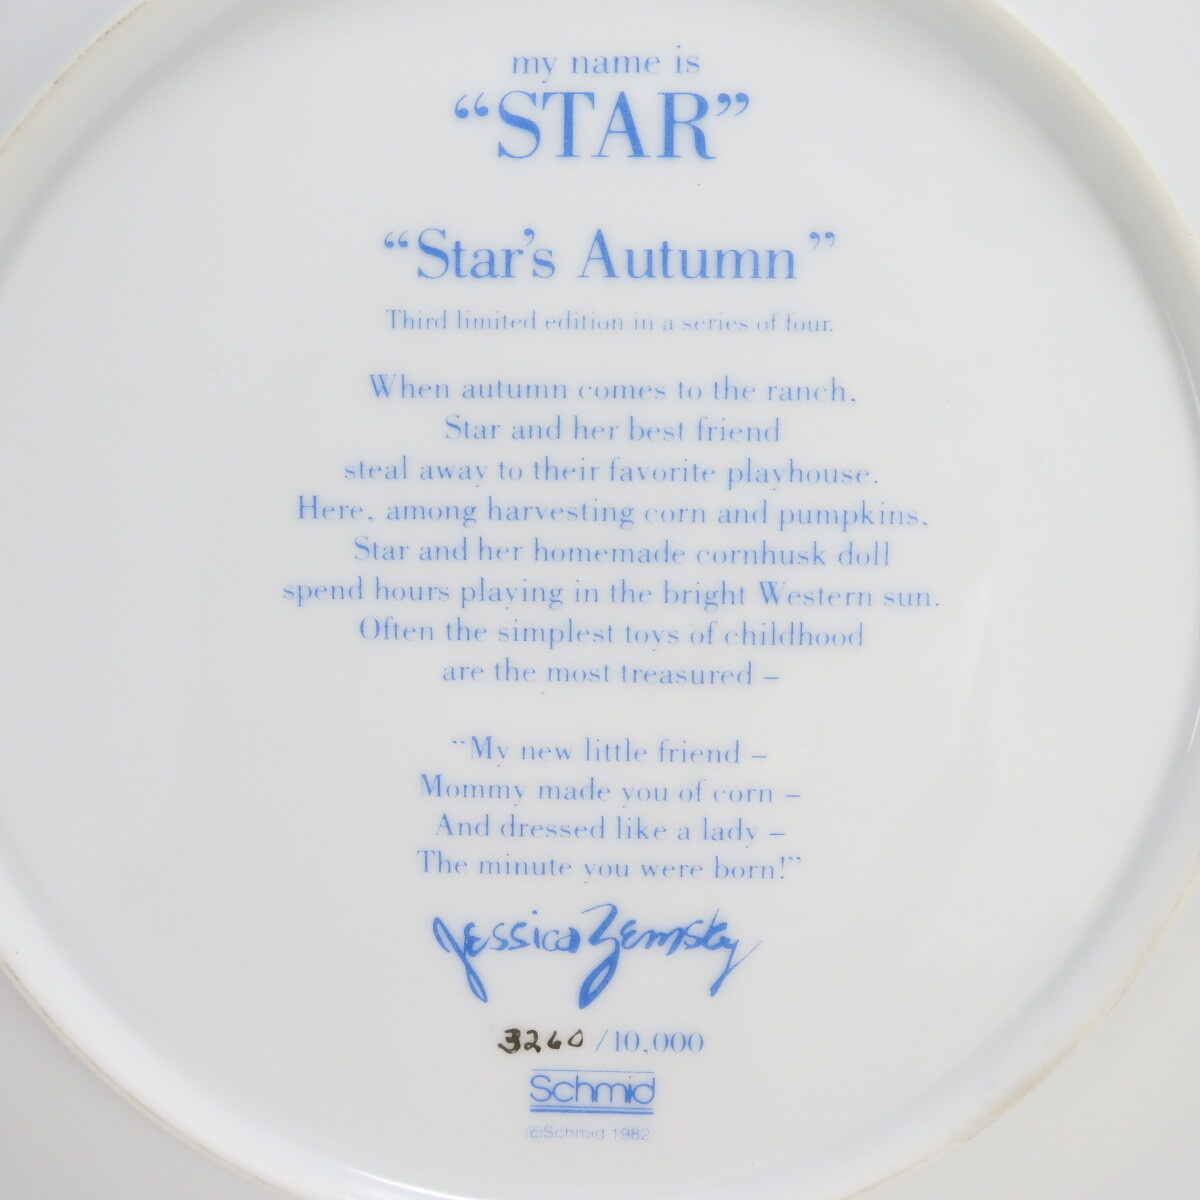 my name is
“STAR”
“Star’s Autumn”
Third limited edition in a series of four.
When autumn comes to the ranch,
Star and her best friend
steal away to their favorite playhouse.
Here, among harvesting corn and pumpkins,
Star and her homemade cornhusk doll
spend hours playing in the bright Western sun.
Often the simplest toys of childhood
are the most treasured –
“My new little friend –
Mommy made you of corn –
And dressed like a lady –
The minute you were born!”
Jessica Zemsky
3260 /10,000
Schmid
©Schmid 1982